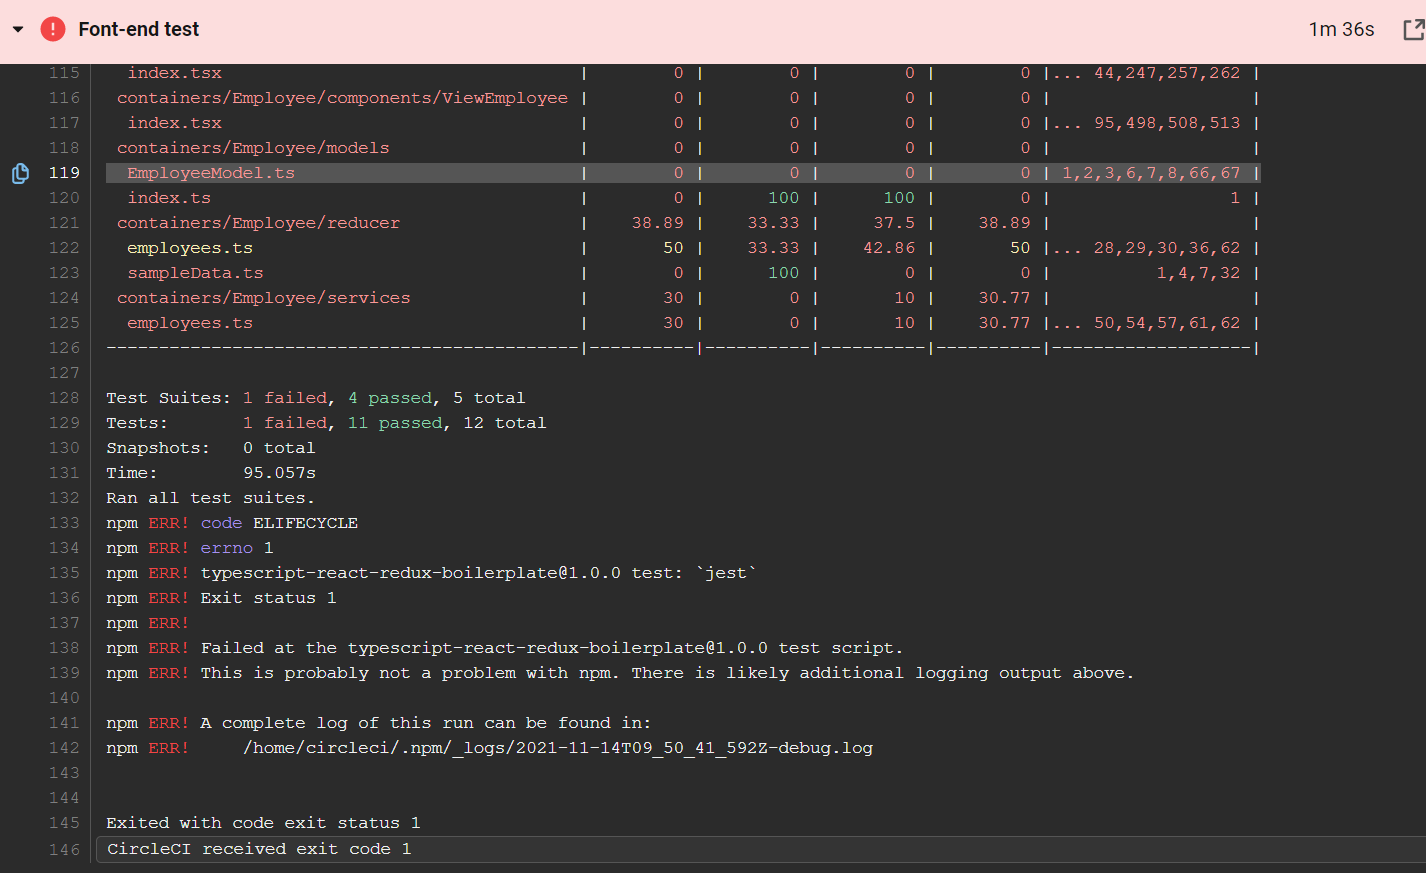 Font-end test 1m 36s
115 index.tsx | 0 | 0 | 0 | 0 |... 44,247,257,262 |
116 containers/Employee/components/ViewEmployee | 0 | 0 | 0 | 0 | |
117 index.tsx | 0 | 0 | 0 | 0 |... 95,498,508,513 |
118 containers/Employee/models | 0 | 0 | 0 | 0 | |
119 EmployeeModel.ts | 0 | 0 | 0 | 0 | 1,2,3,6,7,8,66,67 |
120 index.ts | 0 | 100 | 100 | 0 | 1 |
121 containers/Employee/reducer | 38.89 | 33.33 | 37.5 | 38.89 | |
122 employees.ts | 50 | 33.33 | 42.86 | 50 |... 28,29,30,36,62 |
123 sampleData.ts | 0 | 100 | 0 | 0 | 1,4,7,32 |
124 containers/Employee/services | 30 | 0 | 10 | 30.77 | |
125 employees.ts | 30 | 0 | 10 | 30.77 |... 50,54,57,61,62 |
126 ---------------------------------------------|----------|----------|----------|----------|-------------------|
127
128 Test Suites: 1 failed, 4 passed, 5 total
129 Tests: 1 failed, 11 passed, 12 total
130 Snapshots: 0 total
131 Time: 95.057s
132 Ran all test suites.
133 npm ERR! code ELIFECYCLE
134 npm ERR! errno 1
135 npm ERR! typescript-react-redux-boilerplate@1.0.0 test: `jest`
136 npm ERR! Exit status 1
137 npm ERR!
138 npm ERR! Failed at the typescript-react-redux-boilerplate@1.0.0 test script.
139 npm ERR! This is probably not a problem with npm. There is likely additional logging output above.
140
141 npm ERR! A complete log of this run can be found in:
142 npm ERR! /home/circleci/.npm/_logs/2021-11-14T09_50_41_592Z-debug.log
143
144
145 Exited with code exit status 1
146 CircleCI received exit code 1